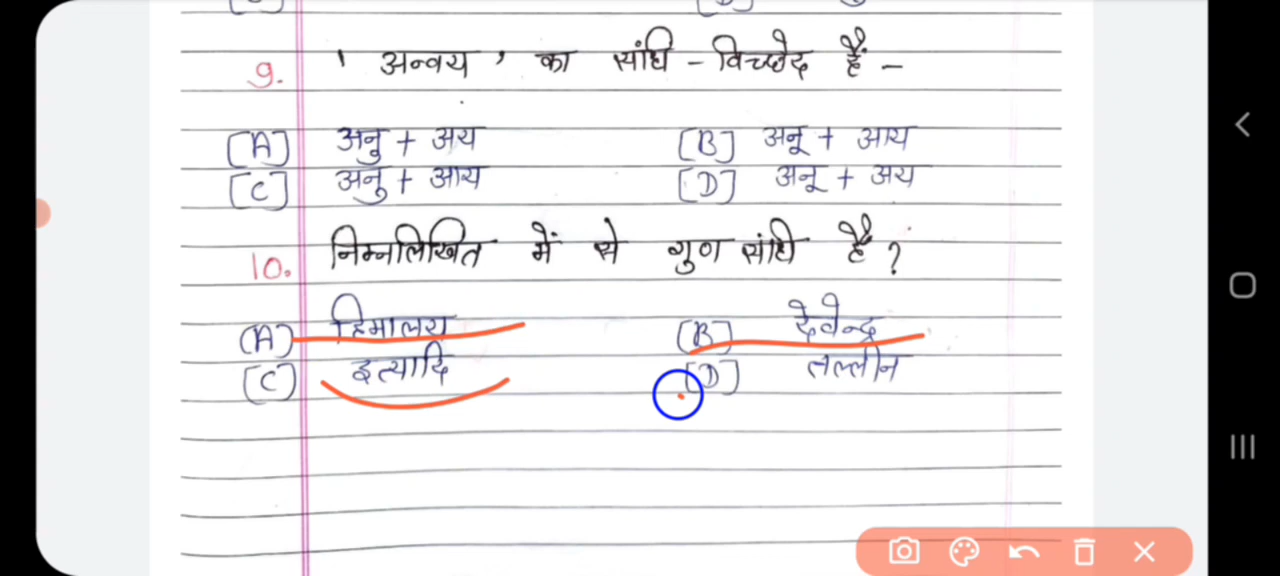 9. ' अन्वय ' का संधि - विच्छेद हैं -
[A] अनु + अय [B] अनू + आय
[C] अनु + आय [D] अनू + अय
10. निम्नलिखित में से गुण संधि है ?
(A) हिमालय (B) देवेन्द्र
[C] इत्यादि [D] तल्लीन